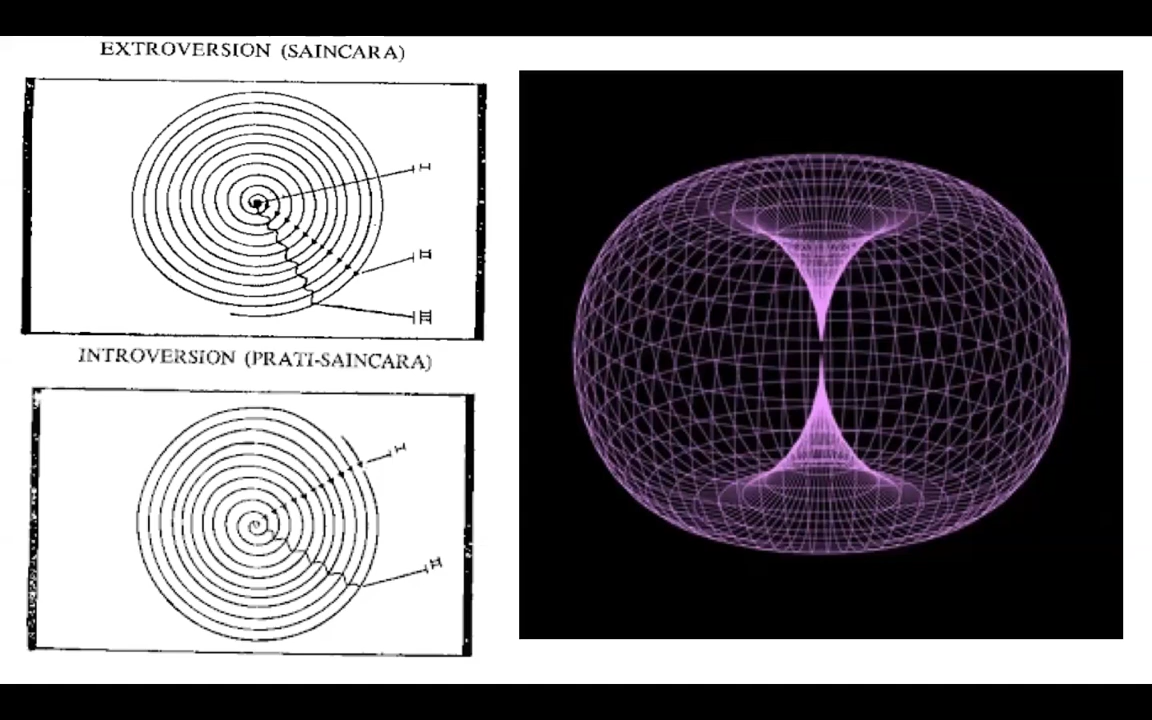 EXTROVERSION (SAINCARA)
I
II
III
INTROVERSION (PRATI-SAINCARA)
I
II